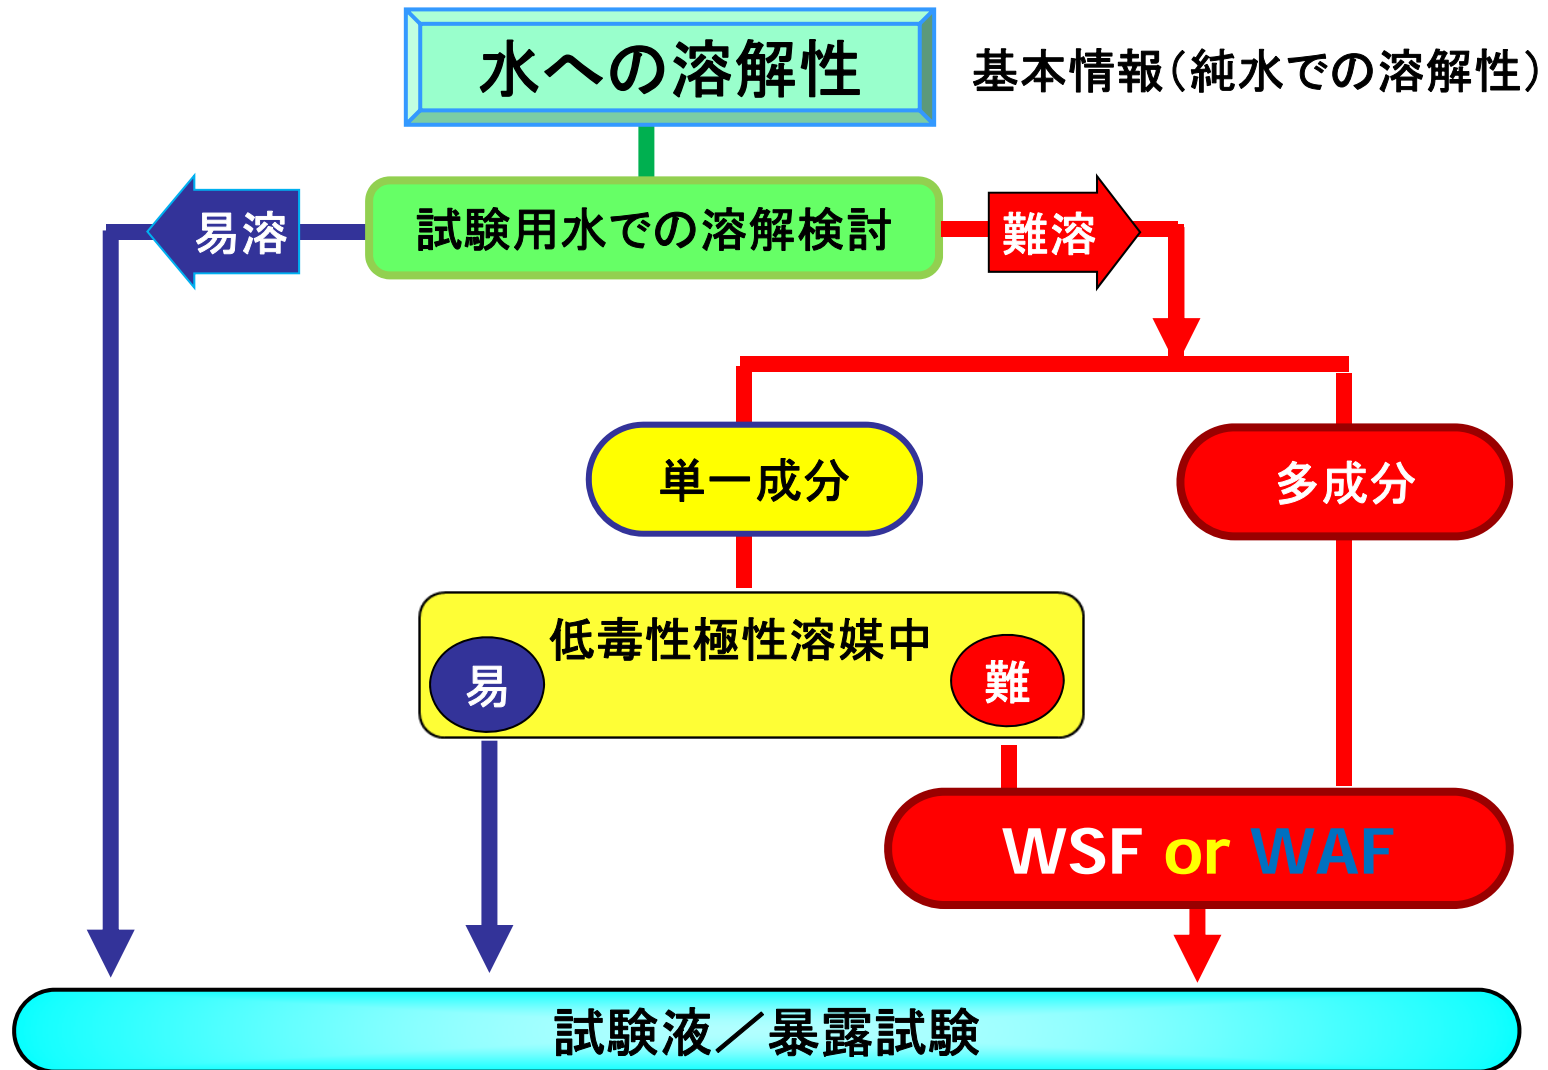 水への溶解性
基本情報（純水での溶解性）
易溶
試験用水での溶解検討
難溶
単一成分
多成分
低毒性極性溶媒中
易
難
WSF or WAF
試験液／暴露試験